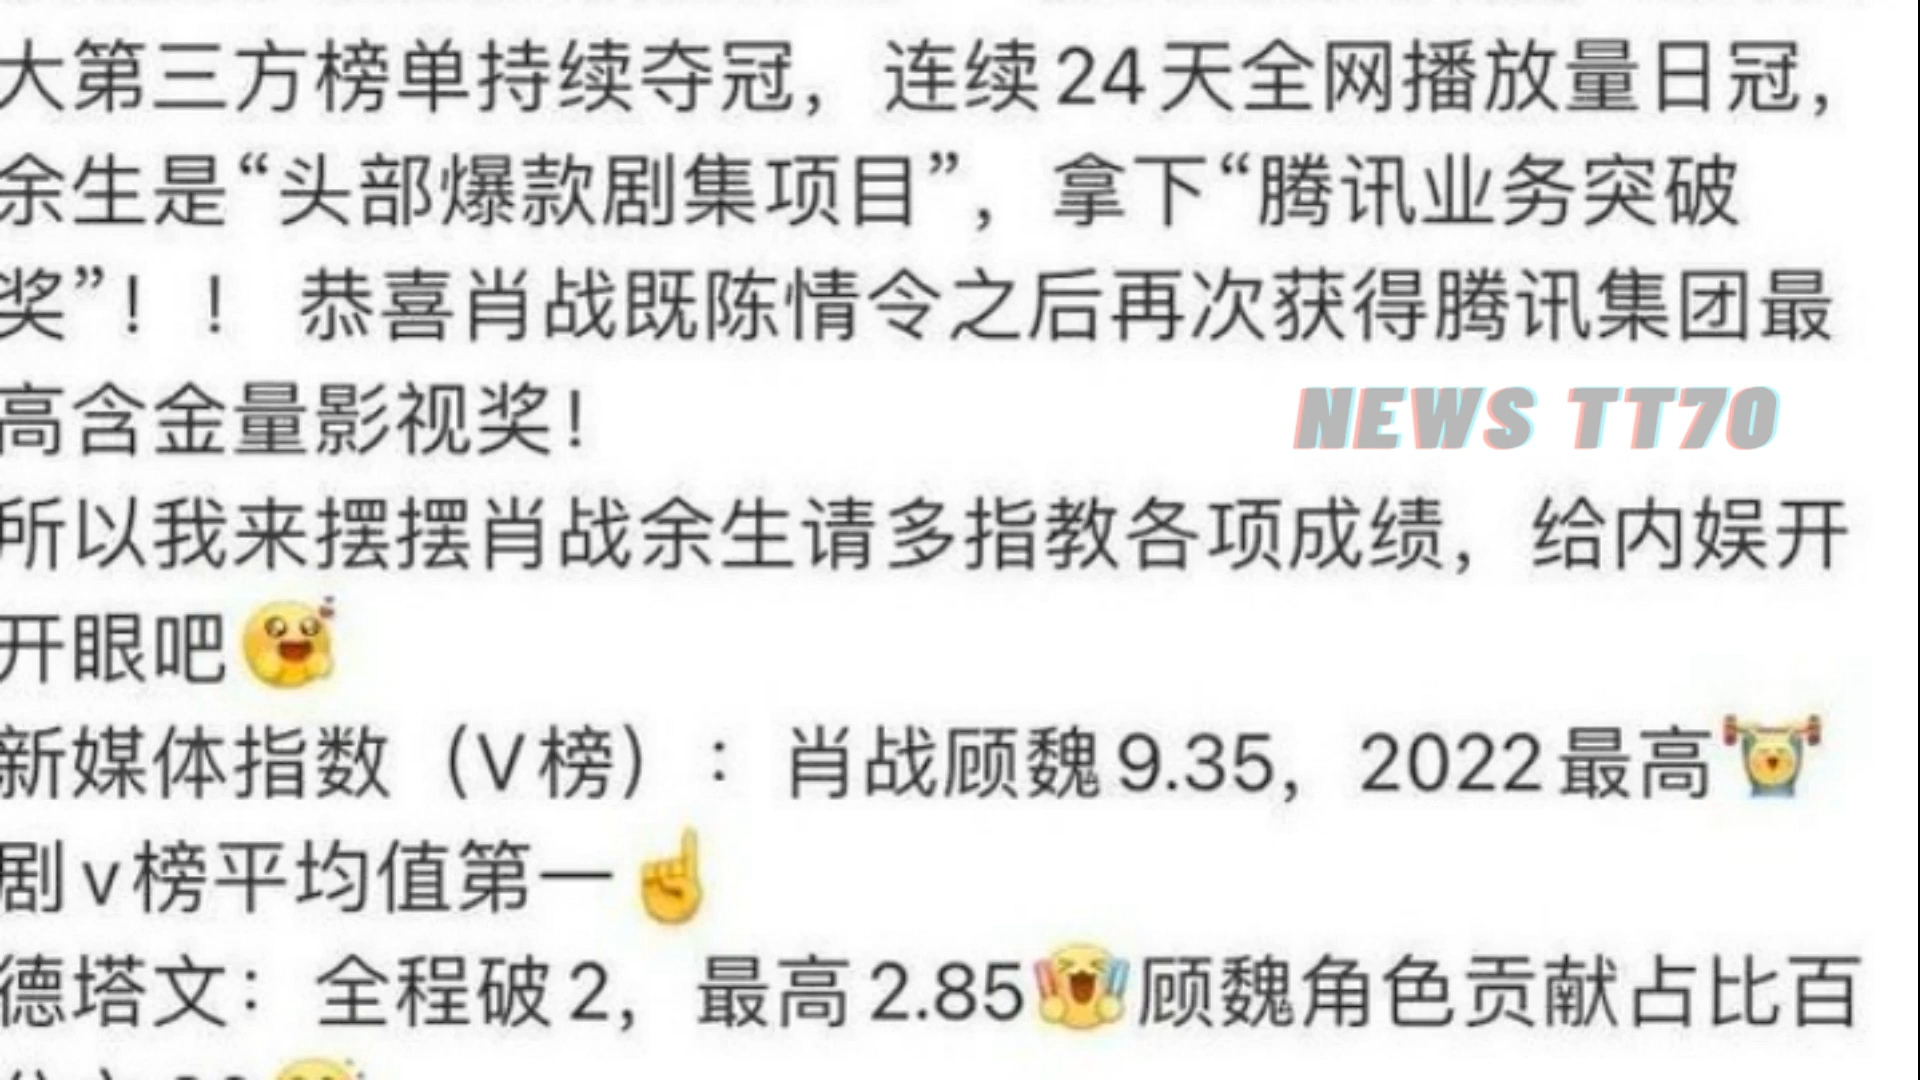 大第三方榜单持续夺冠，连续24天全网播放量日冠，
余生是“头部爆款剧集项目”，拿下“腾讯业务突破
奖”！！ 恭喜肖战既陈情令之后再次获得腾讯集团最
高含金量影视奖！
NEWS TT70
所以我来摆摆肖战余生请多指教各项成绩，给内娱开
开眼吧
新媒体指数（V榜）：肖战顾魏9.35，2022最高
剧v榜平均值第一☝
德塔文：全程破2，最高2.85顾魏角色贡献占比百